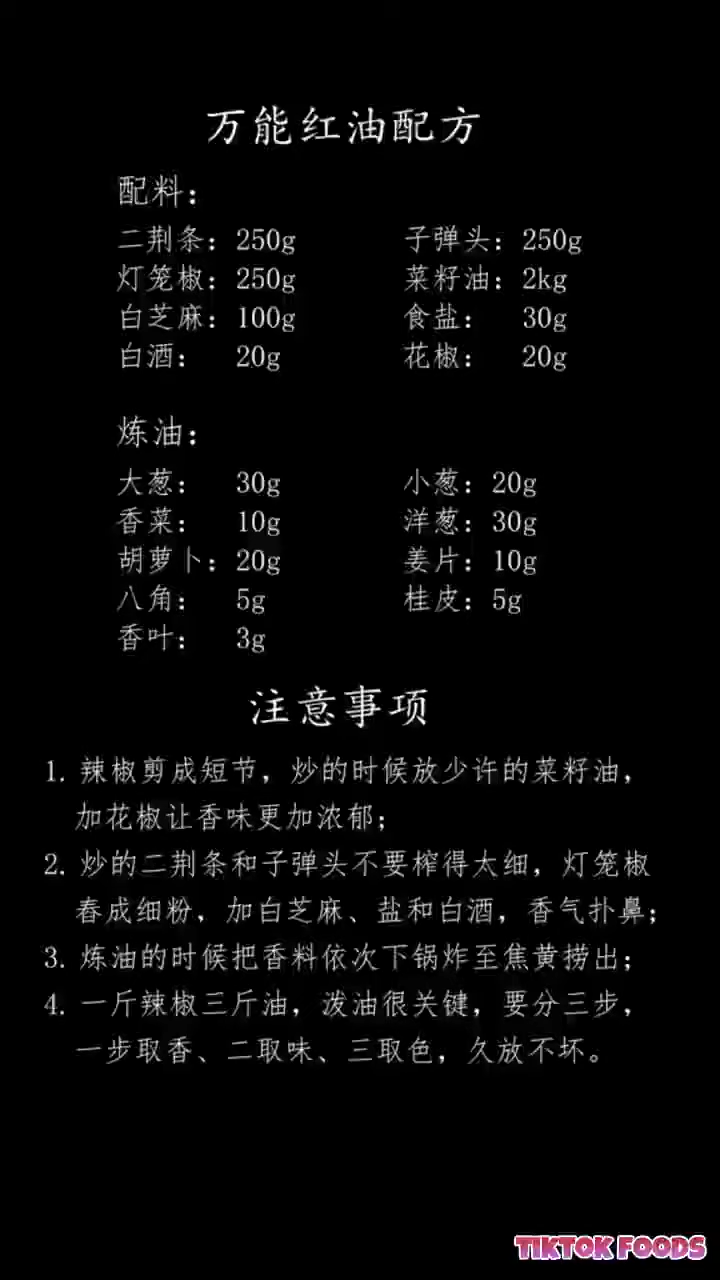 万能红油配方
配料：
二荆条：250g 子弹头：250g
灯笼椒：250g 菜籽油：2kg
白芝麻：100g 食盐： 30g
白酒： 20g 花椒： 20g
炼油：
大葱： 30g 小葱：20g
香菜： 10g 洋葱：30g
胡萝卜：20g 姜片：10g
八角： 5g 桂皮：5g
香叶： 3g
注意事项
1. 辣椒剪成短节，炒的时候放少许的菜籽油，
加花椒让香味更加浓郁；
2. 炒的二荆条和子弹头不要榨得太细，灯笼椒
舂成细粉，加白芝麻、盐和白酒，香气扑鼻；
3. 炼油的时候把香料依次下锅炸至焦黄捞出；
4. 一斤辣椒三斤油，泼油很关键，要分三步，
一步取香、二取味、三取色，久放不坏。
TIKTOK FOODS